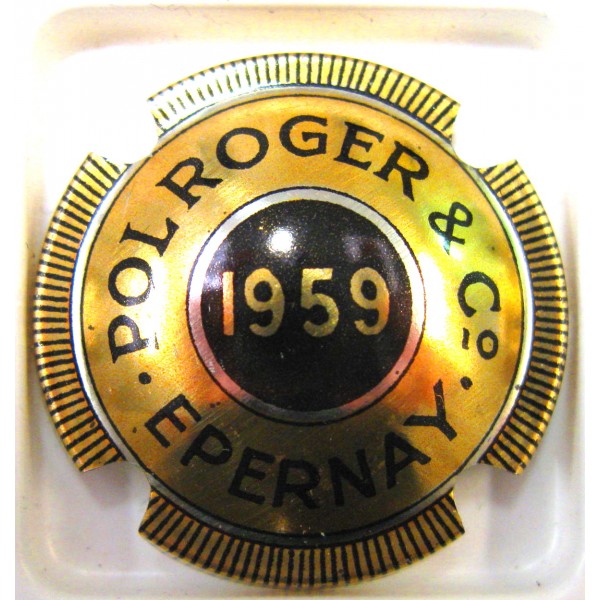 POL ROGER & Cº
1959
· EPERNAY ·